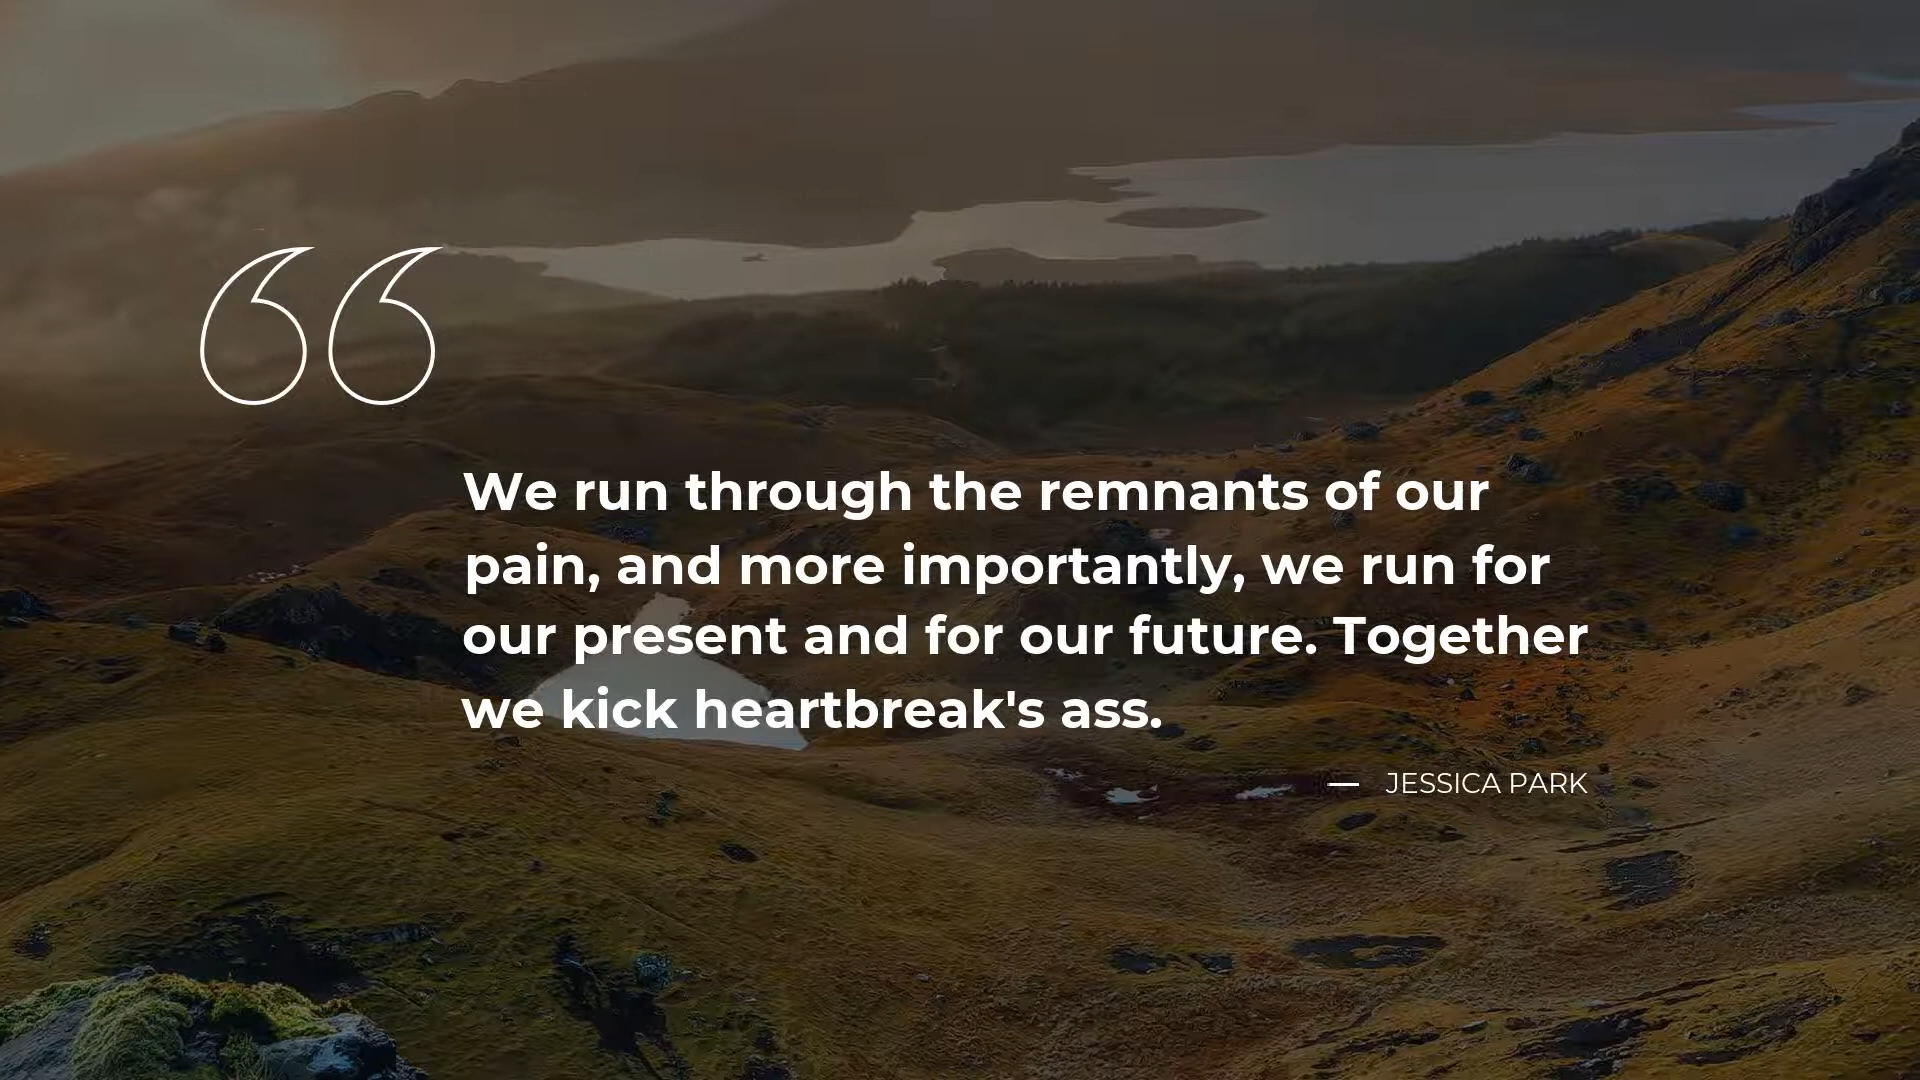 “
We run through the remnants of our
pain, and more importantly, we run for
our present and for our future. Together
we kick heartbreak's ass.
— JESSICA PARK